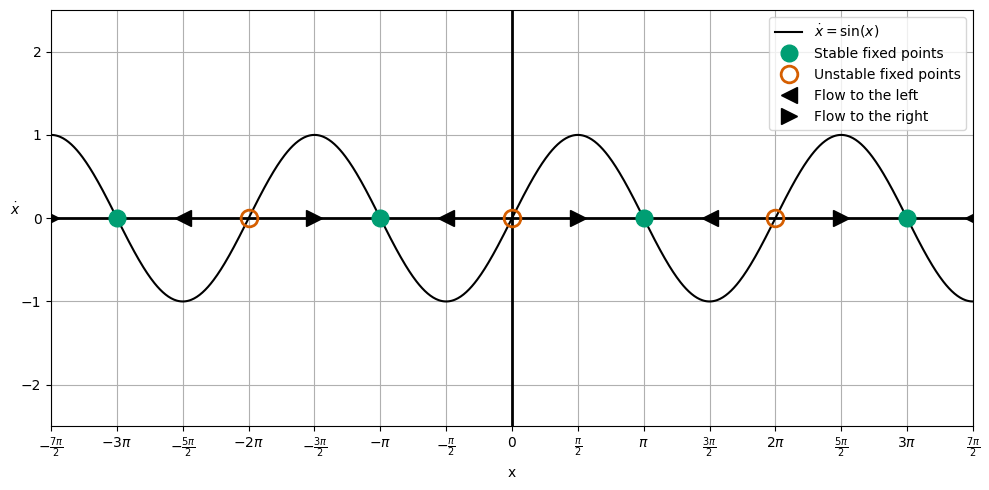 ẋ = sin(x)
Stable fixed points
Unstable fixed points
Flow to the left
Flow to the right
2
1
0
−1
−2
ẋ
−7π/2 −3π −5π/2 −2π −3π/2 −π −π/2 0 π/2 π 3π/2 2π 5π/2 3π 7π/2
x